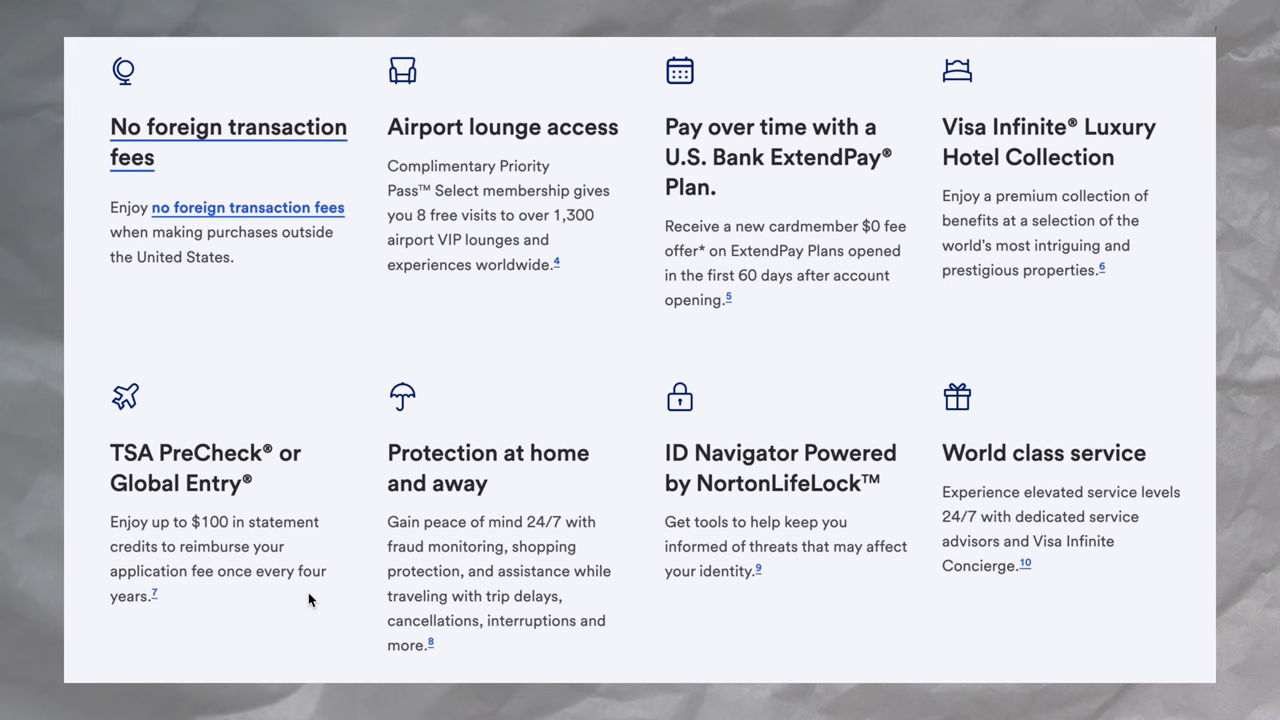 No foreign transaction
fees
Enjoy no foreign transaction fees
when making purchases outside
the United States.
Airport lounge access
Complimentary Priority
Pass™ Select membership gives
you 8 free visits to over 1,300
airport VIP lounges and
experiences worldwide.4
Pay over time with a
U.S. Bank ExtendPay®
Plan.
Receive a new cardmember $0 fee
offer* on ExtendPay Plans opened
in the first 60 days after account
opening.5
Visa Infinite® Luxury
Hotel Collection
Enjoy a premium collection of
benefits at a selection of the
world's most intriguing and
prestigious properties.6
TSA PreCheck® or
Global Entry®
Enjoy up to $100 in statement
credits to reimburse your
application fee once every four
years.7
Protection at home
and away
Gain peace of mind 24/7 with
fraud monitoring, shopping
protection, and assistance while
traveling with trip delays,
cancellations, interruptions and
more.8
ID Navigator Powered
by NortonLifeLock™
Get tools to help keep you
informed of threats that may affect
your identity.9
World class service
Experience elevated service levels
24/7 with dedicated service
advisors and Visa Infinite
Concierge.10